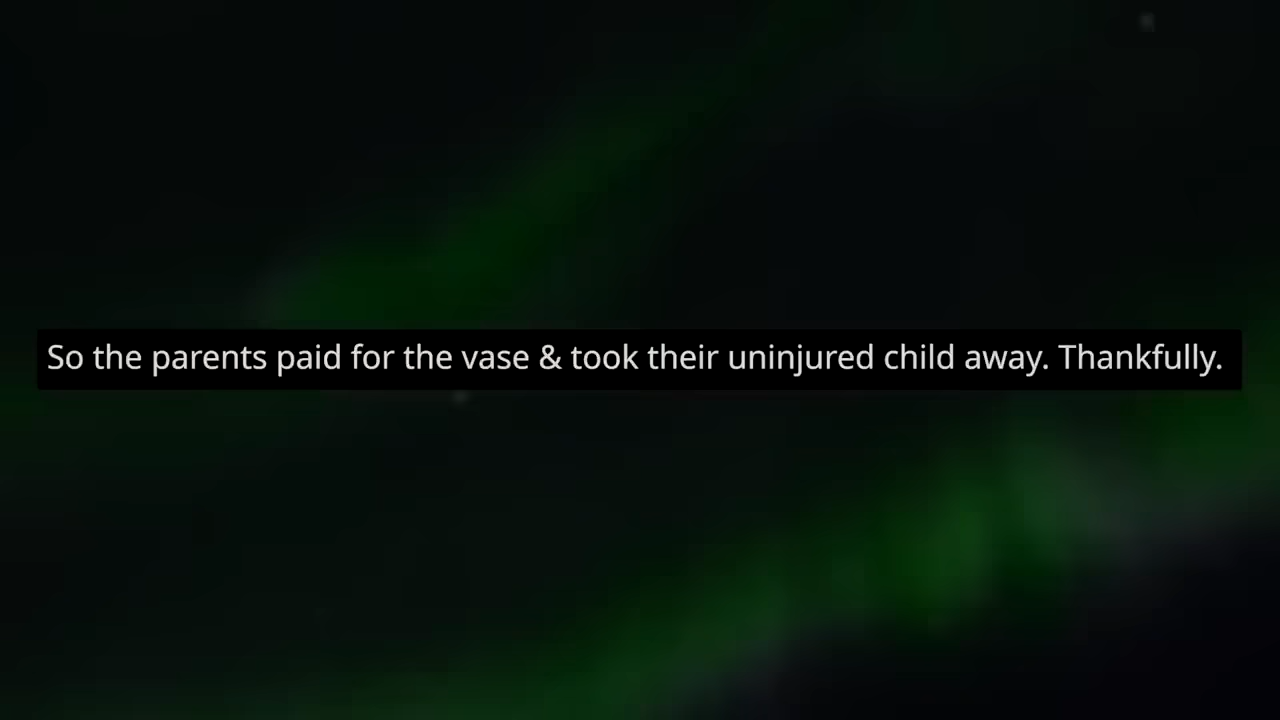 So the parents paid for the vase & took their uninjured child away. Thankfully.